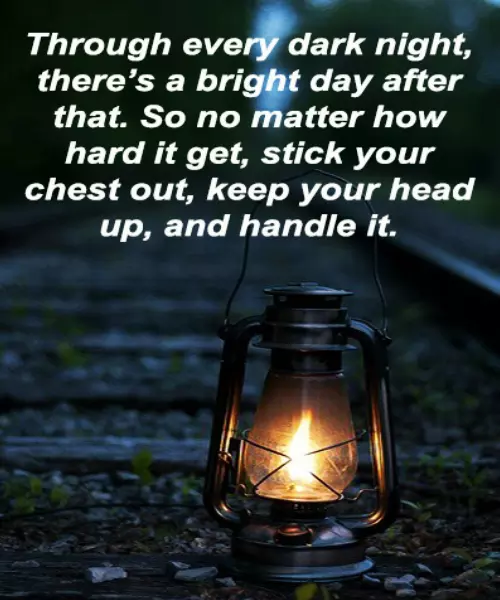 Through every dark night,
there's a bright day after
that. So no matter how
hard it get, stick your
chest out, keep your head
up, and handle it.